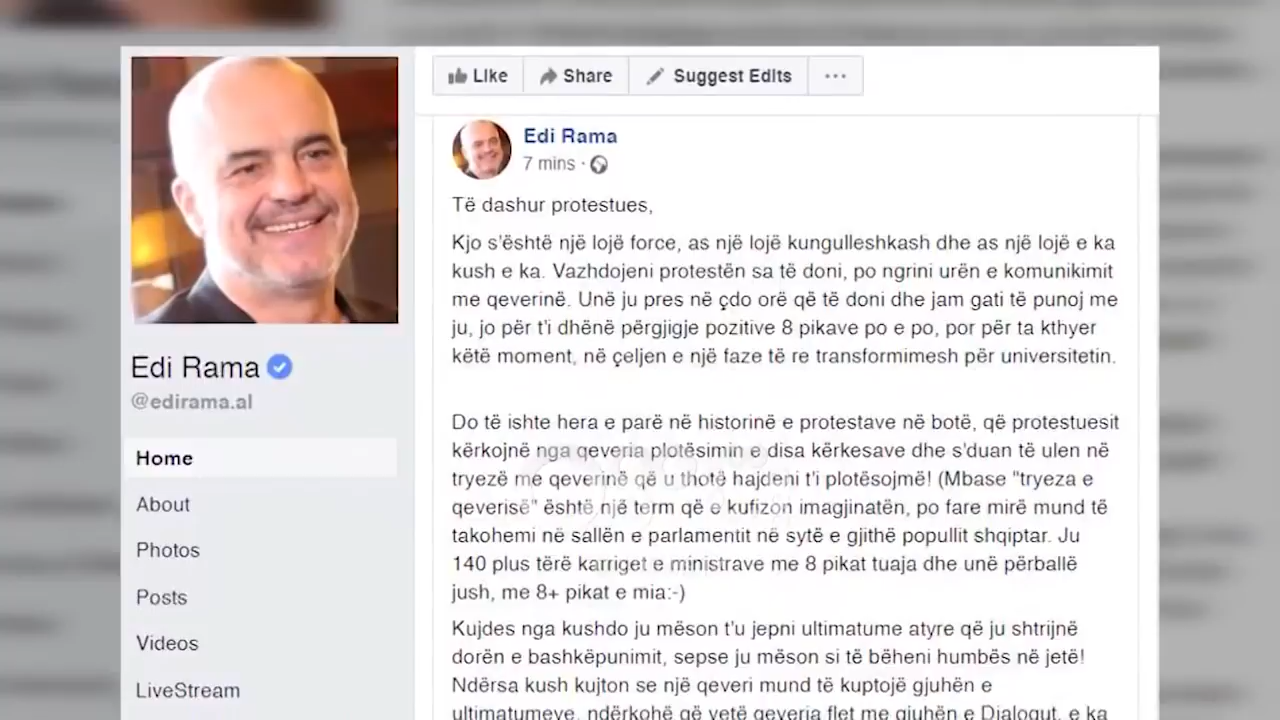 Like
Share
Suggest Edits
Edi Rama
7 mins
Të dashur protestues,
Kjo s'është një lojë force, as një lojë kungulleshkash dhe as një lojë e ka
kush e ka. Vazhdojeni protestën sa të doni, po ngrini urën e komunikimit
me qeverinë. Unë ju pres në çdo orë që të doni dhe jam gati të punoj me
ju, jo për t'i dhënë përgjigje pozitive 8 pikave po e po, por për ta kthyer
këtë moment, në çeljen e një faze të re transformimesh për universitetin.
Do të ishte hera e parë në historinë e protestave në botë, që protestuesit
kërkojnë nga qeveria plotësimin e disa kërkesave dhe s'duan të ulen në
tryezë me qeverinë që u thotë hajdeni t'i plotësojmë! (Mbase "tryeza e
qeverisë" është një term që e kufizon imagjinatën, po fare mirë mund të
takohemi në sallën e parlamentit në sytë e gjithë popullit shqiptar. Ju
140 plus tërë karriget e ministrave me 8 pikat tuaja dhe unë përballë
jush, me 8+ pikat e mia:-)
Kujdes nga kushdo ju mëson t'u jepni ultimatume atyre që ju shtrijnë
dorën e bashkëpunimit, sepse ju mëson si të bëheni humbës në jetë!
Ndërsa kush kujton se një qeveri mund të kuptojë gjuhën e
ultimatumeve, ndërkohë që vetë qeveria flet me gjuhën e Dialogut, e ka
Edi Rama
@edirama.al
Home
About
Photos
Posts
Videos
LiveStream